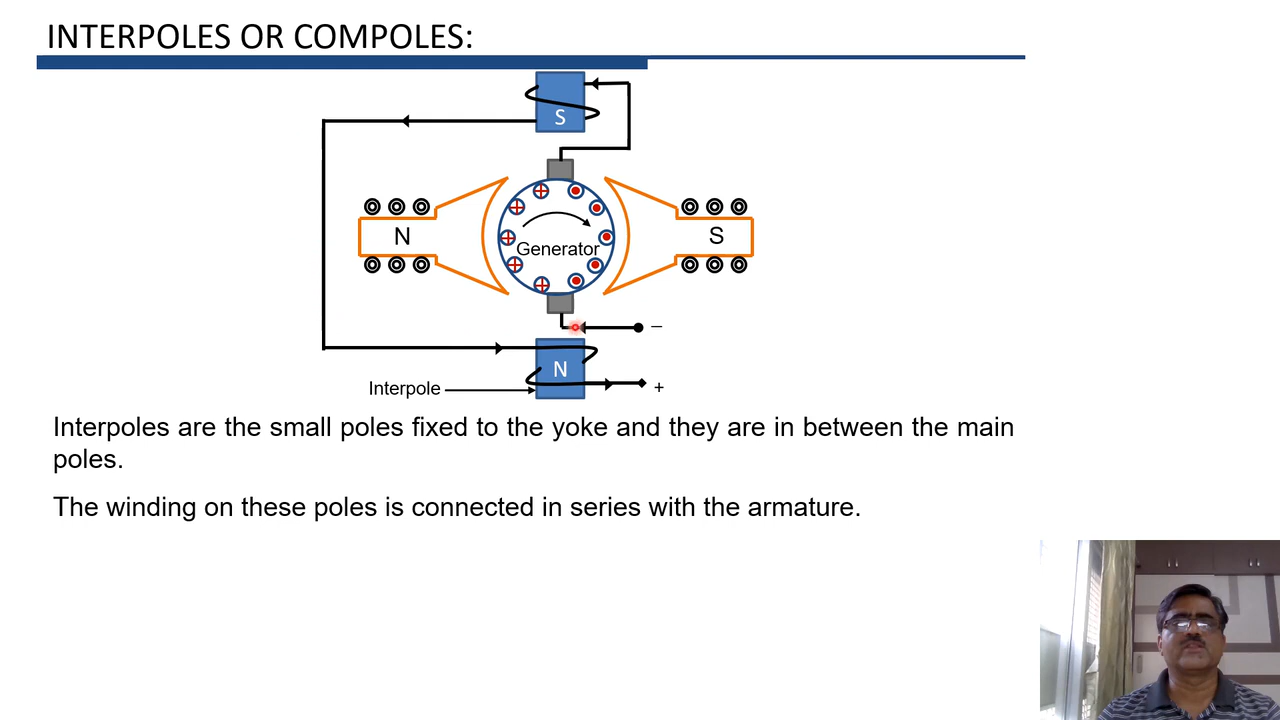 INTERPOLES OR COMPOLES:
S
N
Generator
S
–
N
Interpole
+
Interpoles are the small poles fixed to the yoke and they are in between the main
poles.
The winding on these poles is connected in series with the armature.